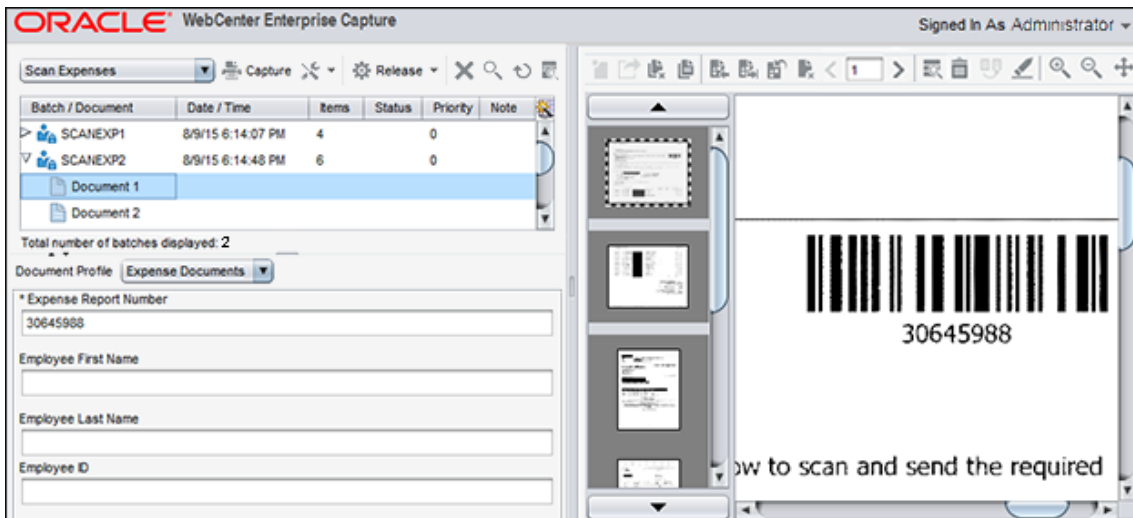 ORACLE® WebCenter Enterprise Capture
Signed In As Administrator
Scan Expenses Capture Release
1
Batch / Document Date / Time Items Status Priority Note
SCANEXP1 8/9/15 6:14:07 PM 4 0
SCANEXP2 8/9/15 6:14:48 PM 6 0
Document 1
Document 2
Total number of batches displayed: 2
Document Profile Expense Documents
* Expense Report Number
30645988
Employee First Name
Employee Last Name
Employee ID
30645988
ow to scan and send the required